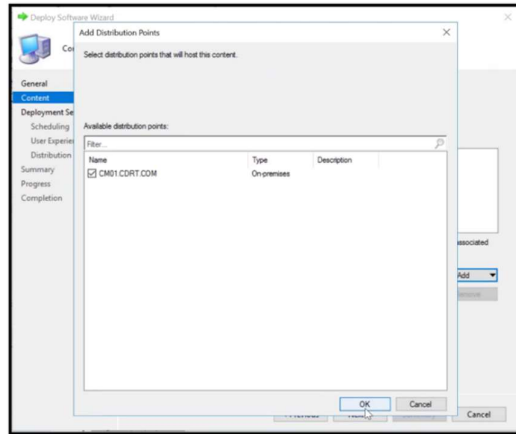 Deploy Software Wizard
Add Distribution Points
Select distribution points that will host this content.
General
Content
Deployment Se
Scheduling
User Experie
Distribution
Summary
Progress
Completion
Available distribution points:
Filter...
Name Type Description
CM01.CDRT.COM On-premises
associated
Add
OK Cancel
Cancel